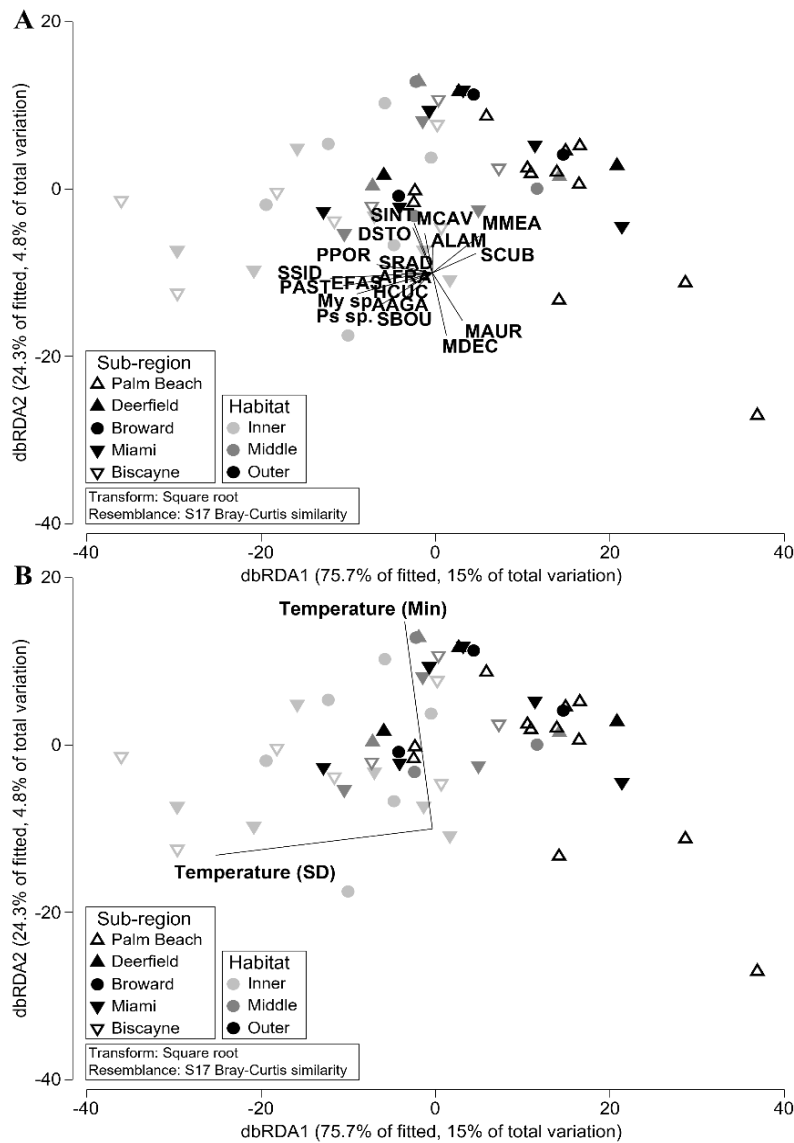 A
20
0
-20
-40
dbRDA2 (24.3% of fitted, 4.8% of total variation)
SINT
MCAV
MMEA
DSTO
ALAM
PPOR
SCUB
SRAD
SSID
AFRA
PAST
EFAS
HCUC
My sp.
AAGA
Ps sp.
SBOU
MAUR
MDEC
Sub-region
Palm Beach
Deerfield
Broward
Miami
Biscayne
Habitat
Inner
Middle
Outer
Transform: Square root
Resemblance: S17 Bray-Curtis similarity
-40
-20
0
20
40
dbRDA1 (75.7% of fitted, 15% of total variation)
B
20
0
-20
-40
dbRDA2 (24.3% of fitted, 4.8% of total variation)
Temperature (Min)
Temperature (SD)
Sub-region
Palm Beach
Deerfield
Broward
Miami
Biscayne
Habitat
Inner
Middle
Outer
Transform: Square root
Resemblance: S17 Bray-Curtis similarity
-40
-20
0
20
40
dbRDA1 (75.7% of fitted, 15% of total variation)